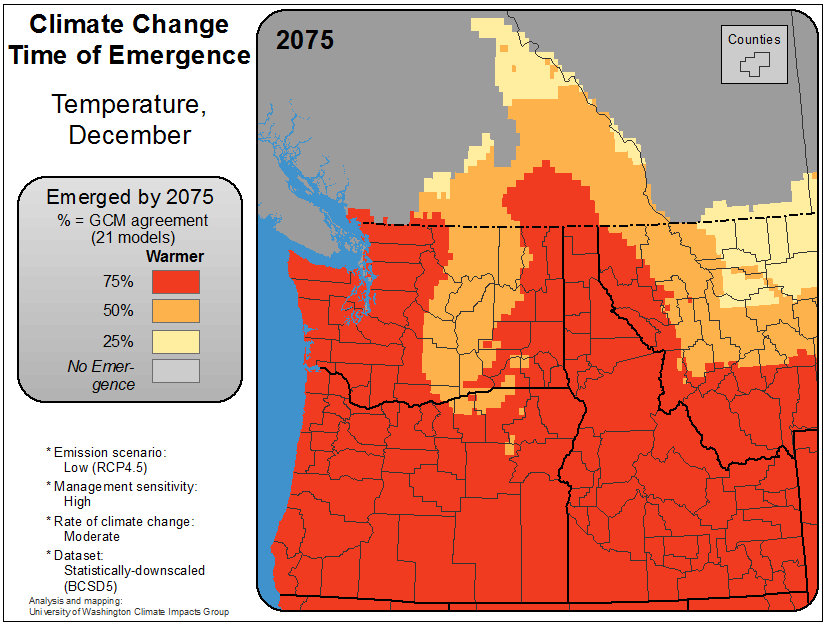 Climate Change
Time of Emergence
Temperature,
December
Emerged by 2075
% = GCM agreement
(21 models)
Warmer
75%
50%
25%
No Emer-
gence
* Emission scenario:
Low (RCP4.5)
* Management sensitivity:
High
* Rate of climate change:
Moderate
* Dataset:
Statistically-downscaled
(BCSD5)
Analysis and mapping:
University of Washington Climate Impacts Group
2075
Counties